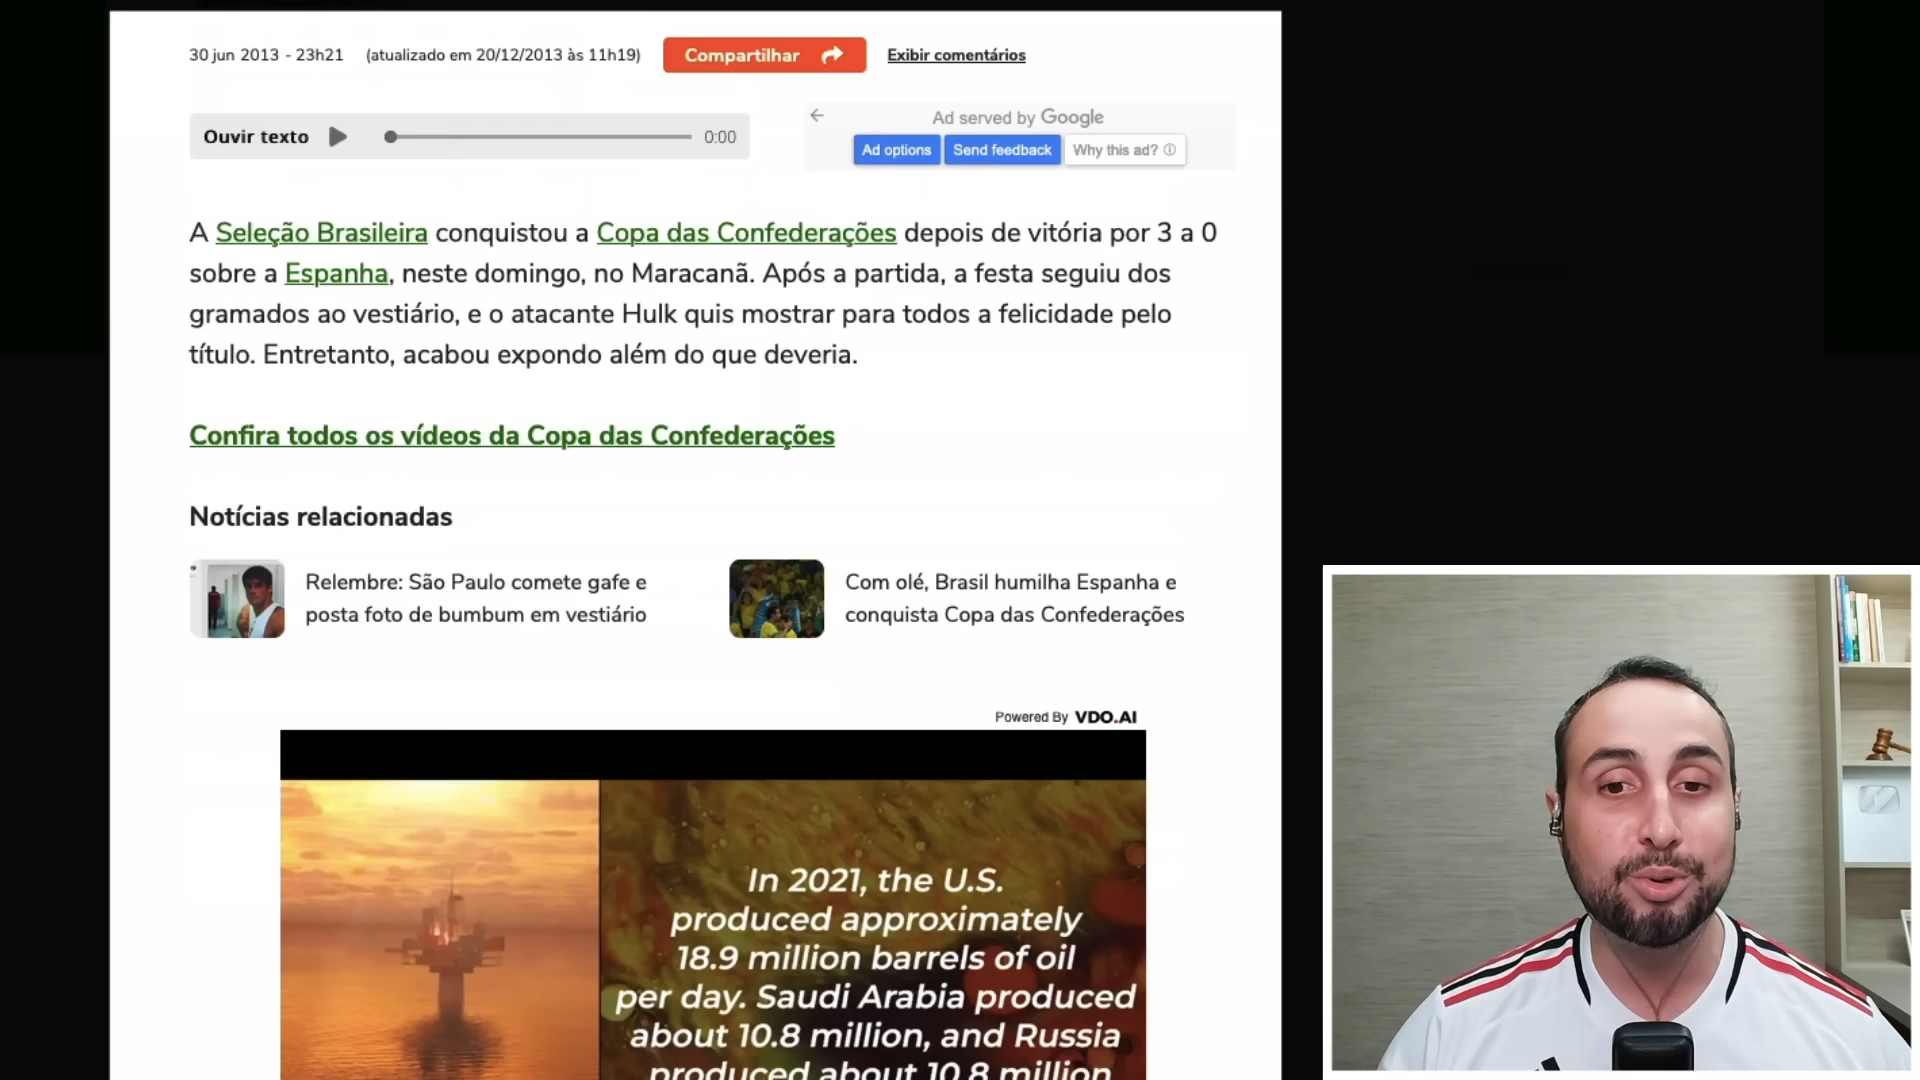 30 jun 2013 - 23h21 (atualizado em 20/12/2013 às 11h19) Compartilhar Exibir comentários
Ouvir texto 0:00
Ad served by Google
Ad options Send feedback Why this ad?
A Seleção Brasileira conquistou a Copa das Confederações depois de vitória por 3 a 0
sobre a Espanha, neste domingo, no Maracanã. Após a partida, a festa seguiu dos
gramados ao vestiário, e o atacante Hulk quis mostrar para todos a felicidade pelo
título. Entretanto, acabou expondo além do que deveria.
Confira todos os vídeos da Copa das Confederações
Notícias relacionadas
Relembre: São Paulo comete gafe e
posta foto de bumbum em vestiário
Com olé, Brasil humilha Espanha e
conquista Copa das Confederações
Powered By VDO.AI
In 2021, the U.S.
produced approximately
18.9 million barrels of oil
per day. Saudi Arabia produced
about 10.8 million, and Russia
produced about 10.8 million